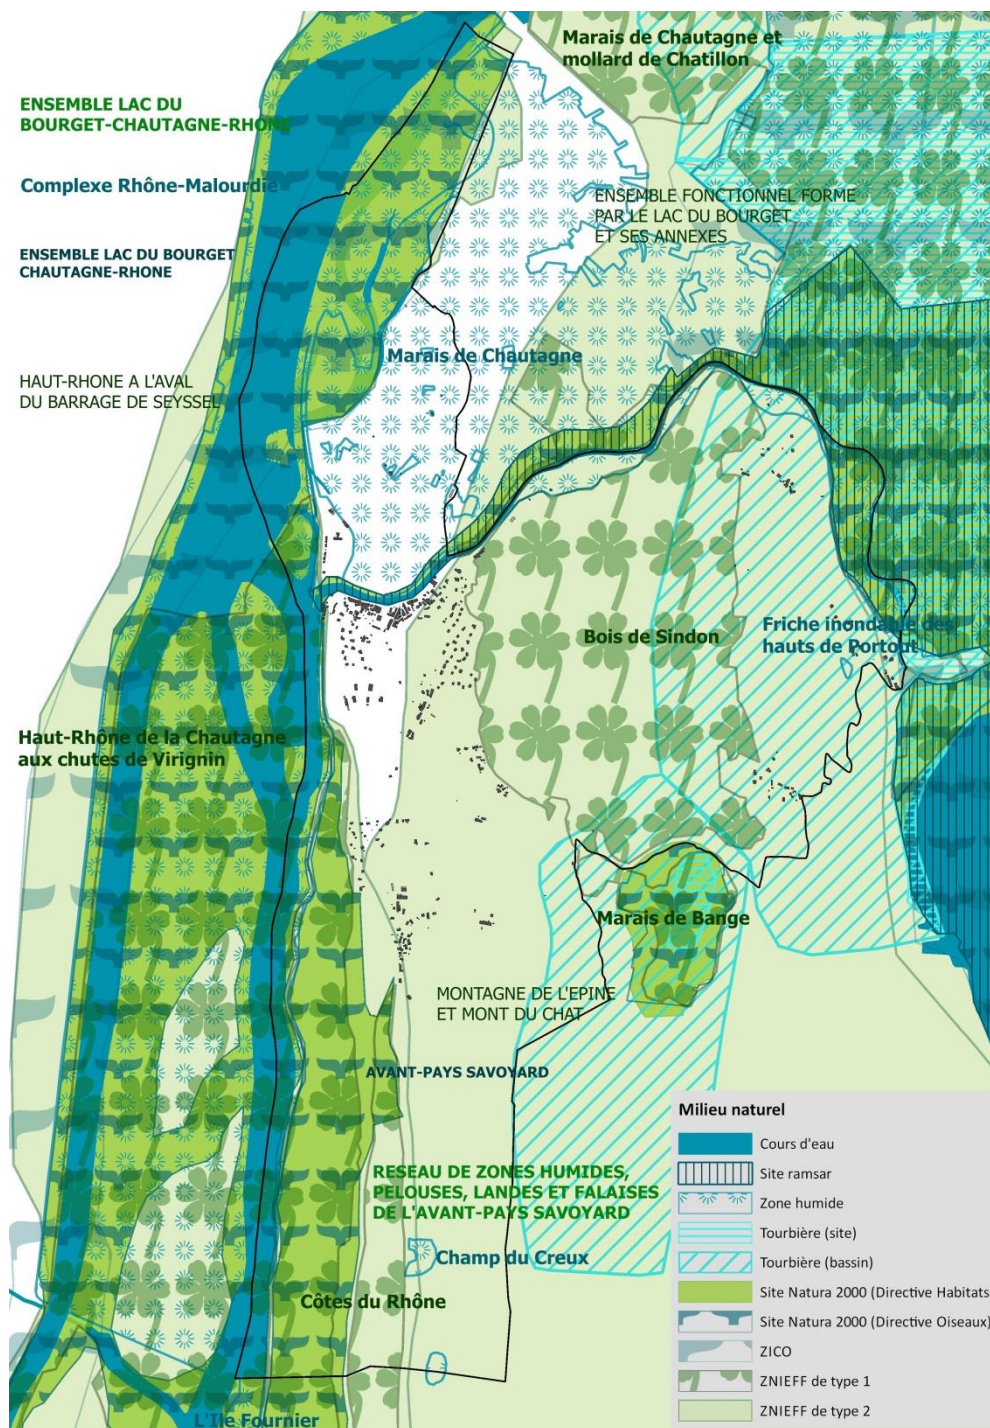 Marais de Chautagne et
mollard de Chatillon
ENSEMBLE LAC DU
BOURGET-CHAUTAGNE-RHONE
Complexe Rhône-Malourdie
ENSEMBLE FONCTIONNEL FORME
PAR LE LAC DU BOURGET
ET SES ANNEXES
ENSEMBLE LAC DU BOURGET
CHAUTAGNE-RHONE
Marais de Chautagne
HAUT-RHONE A L'AVAL
DU BARRAGE DE SEYSSEL
Bois de Sindon
Friche inondable des
hauts de Portout
Haut-Rhône de la Chautagne
aux chutes de Virignin
Marais de Bange
MONTAGNE DE L'EPINE
ET MONT DU CHAT
AVANT-PAYS SAVOYARD
RESEAU DE ZONES HUMIDES,
PELOUSES, LANDES ET FALAISES
DE L'AVANT-PAYS SAVOYARD
Champ du Creux
Côtes du Rhône
L'Ile Fournier
Milieu naturel
Cours d'eau
Site ramsar
Zone humide
Tourbière (site)
Tourbière (bassin)
Site Natura 2000 (Directive Habitats
Site Natura 2000 (Directive Oiseaux)
ZICO
ZNIEFF de type 1
ZNIEFF de type 2